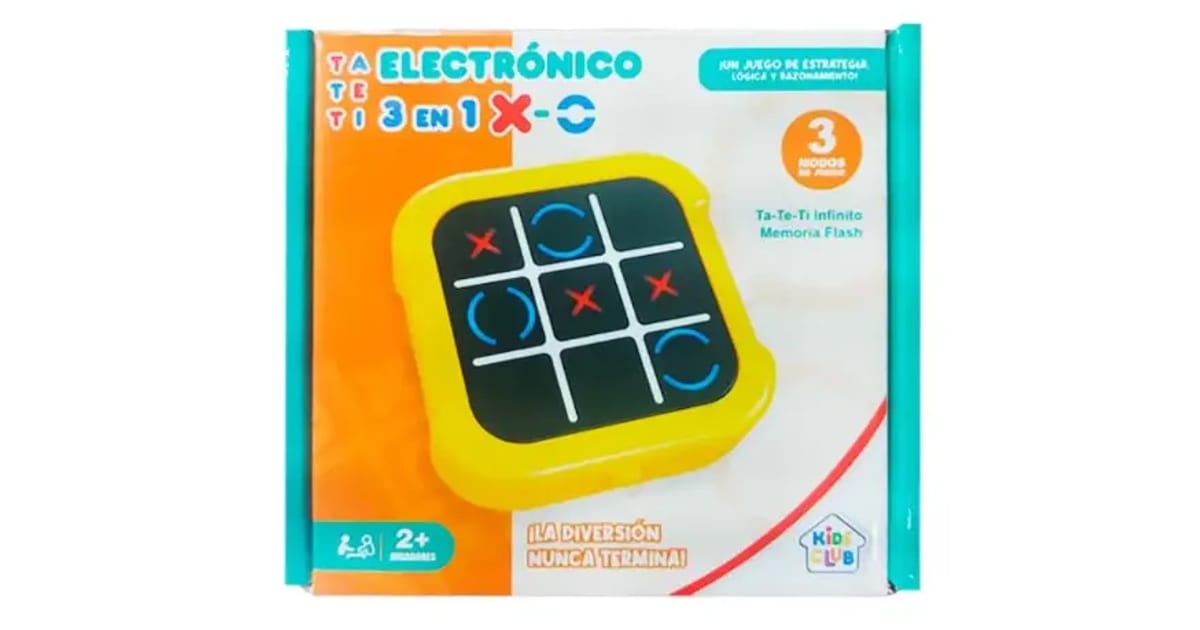 TA ELECTRÓNICO
TE
TI 3 EN 1 X-O
¡UN JUEGO DE ESTRATEGIA,
LÓGICA Y RAZONAMIENTO!
3
MODOS
DE JUEGO
Ta-Te-Ti Infinito
Memoria Flash
2+
JUGADORES
¡LA DIVERSIÓN
NUNCA TERMINA!
KIDS
CLUB